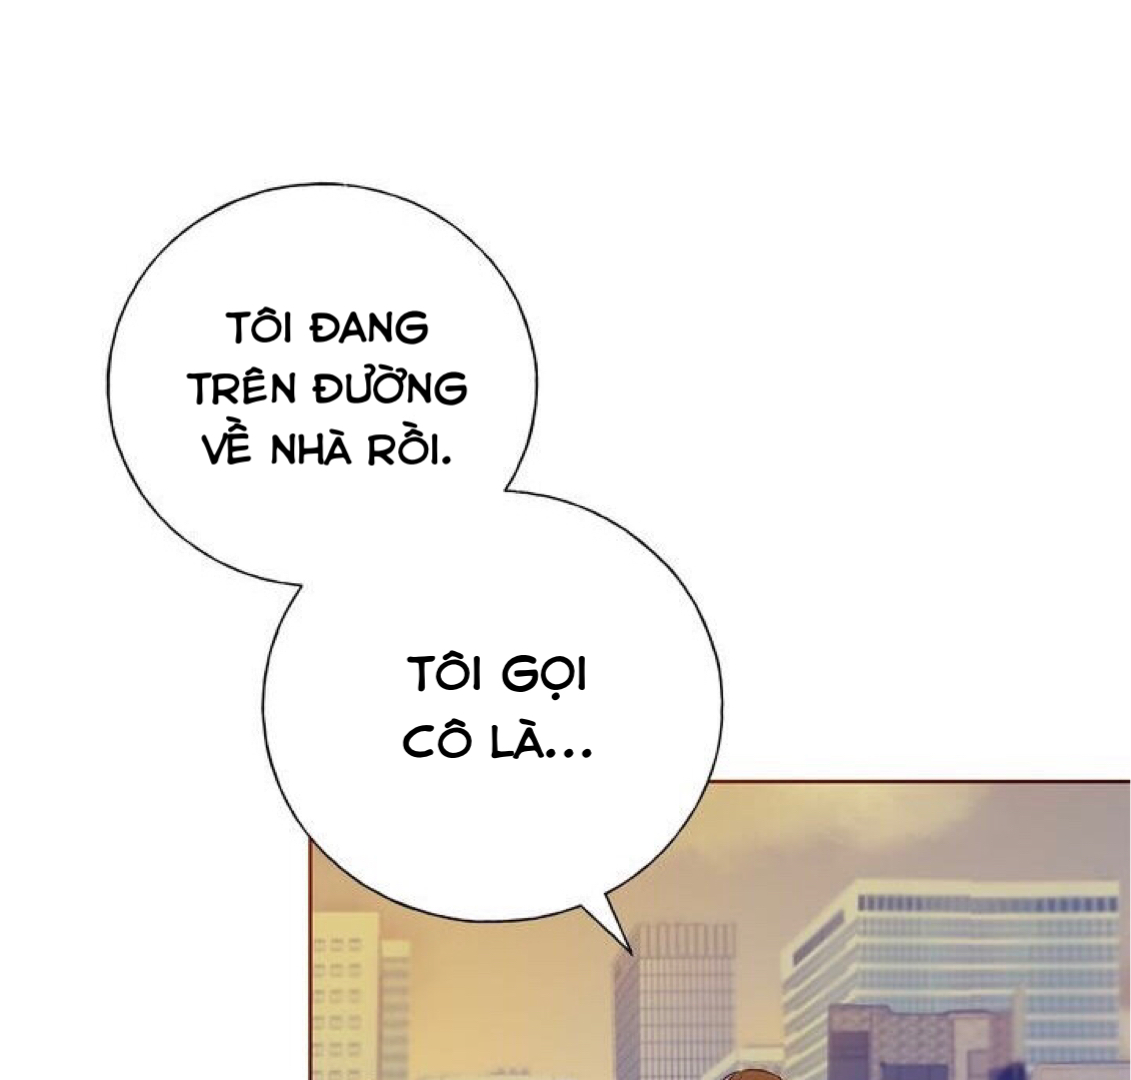 TÔI ĐANG
TRÊN ĐƯỜNG
VỀ NHÀ RỒI.
TÔI GỌI
CÔ LÀ...